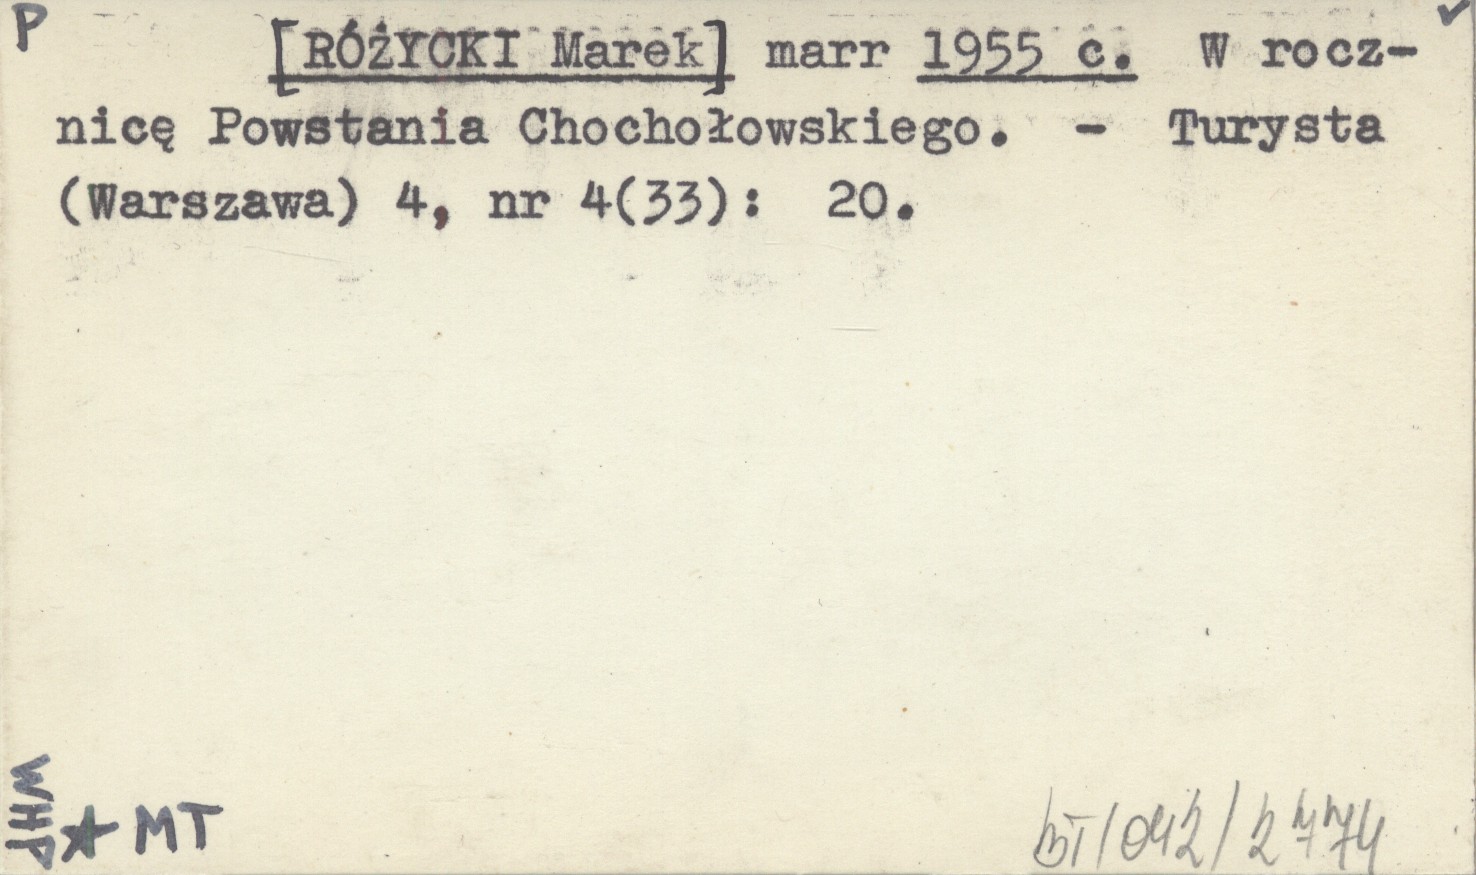 P
[RÓŻYCKI Marek] marr 1955 c. W rocz-
nicę Powstania Chochołowskiego. - Turysta
(Warszawa) 4, nr 4(33): 20.
WHP
MT
BT/042/2774